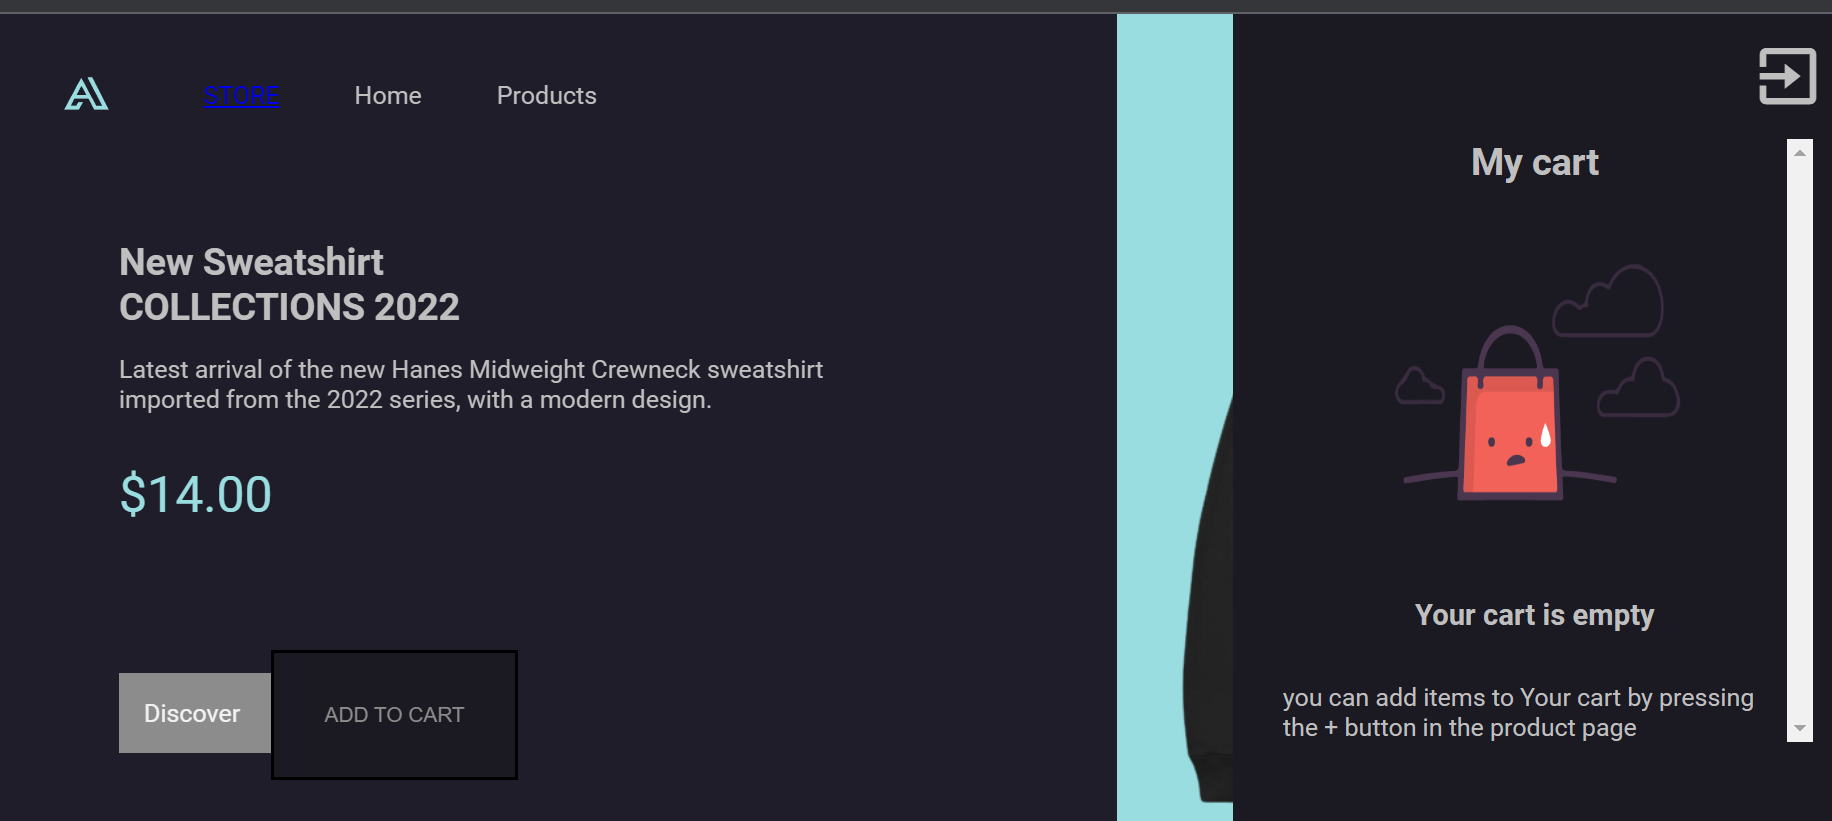 STORE Home Products
New Sweatshirt
COLLECTIONS 2022
Latest arrival of the new Hanes Midweight Crewneck sweatshirt
imported from the 2022 series, with a modern design.
$14.00
Discover ADD TO CART
My cart
Your cart is empty
you can add items to Your cart by pressing
the + button in the product page